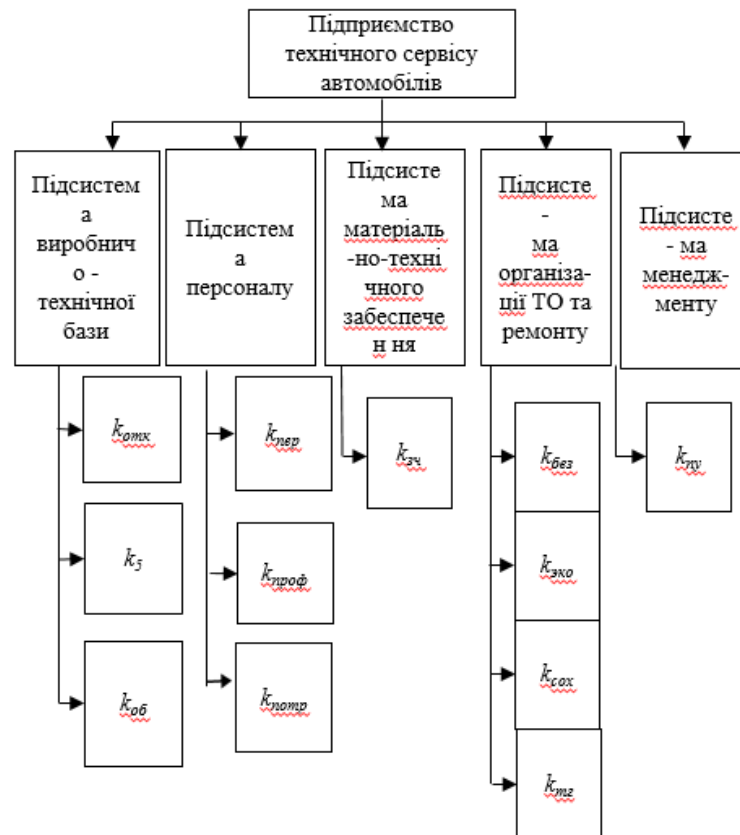 Підприємство
технічного сервісу
автомобілів
Підсистем
а
виробнич
о -
технічної
бази
Підсистем
а
персоналу
Підсисте
ма
матеріаль
-но-техні
чного
забеспече
н ня
Підсисте
-
ма
організа-
ції ТО та
ремонту
Підсисте
- ма
менедж-
менту
kотк
k5
kоб
kпер
kпроф
kпотр
kзч
kбез
kэко
kсох
kтг
kпу